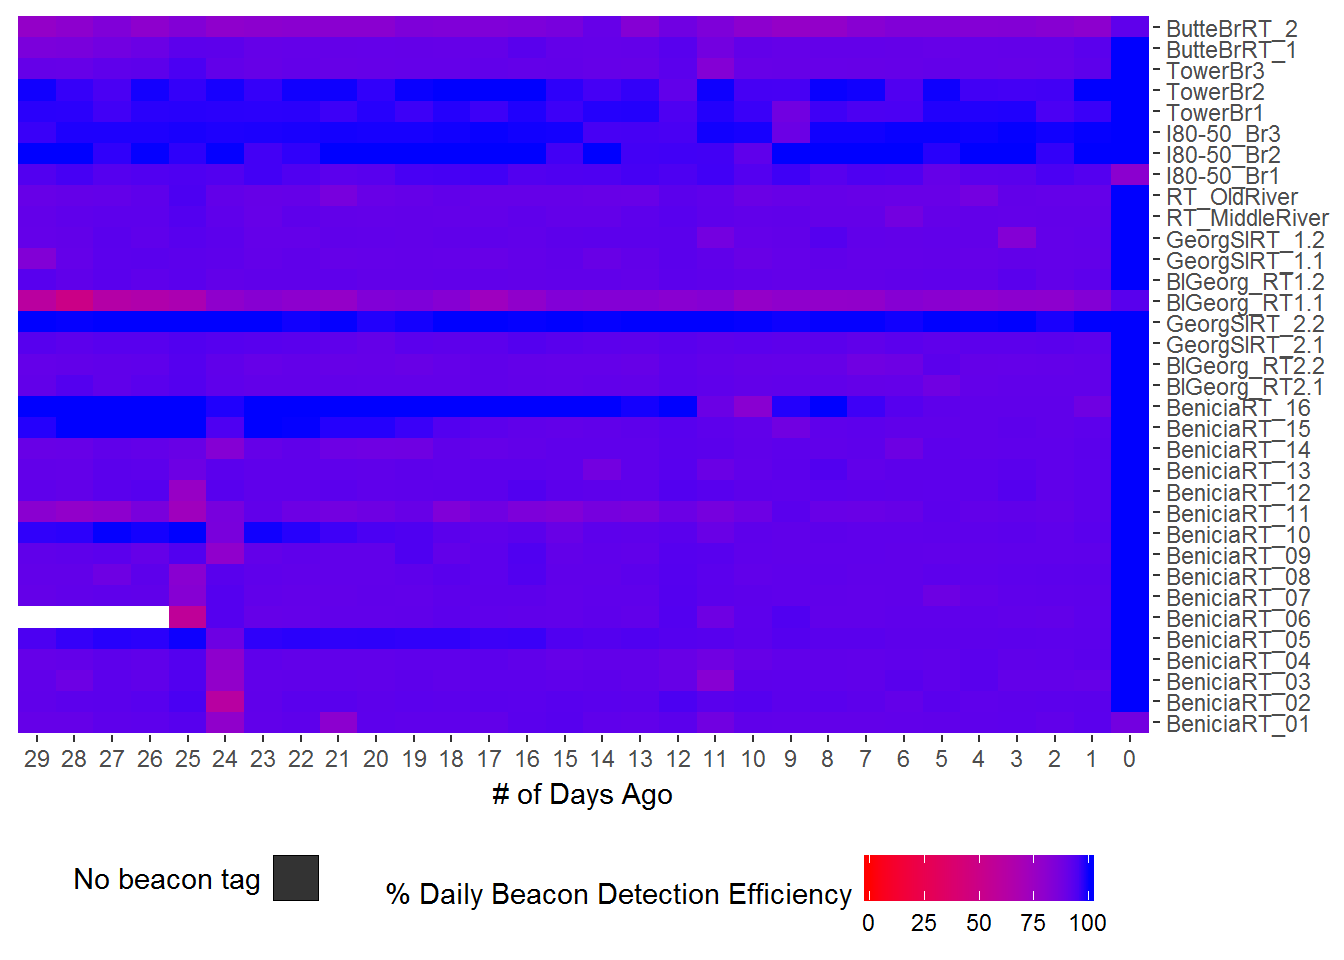 ButteBrRT_2
ButteBrRT_1
TowerBr3
TowerBr2
TowerBr1
I80-50_Br3
I80-50_Br2
I80-50_Br1
RT_OldRiver
RT_MiddleRiver
GeorgSlRT_1.2
GeorgSlRT_1.1
BlGeorg_RT1.2
BlGeorg_RT1.1
GeorgSlRT_2.2
GeorgSlRT_2.1
BlGeorg_RT2.2
BlGeorg_RT2.1
BeniciaRT_16
BeniciaRT_15
BeniciaRT_14
BeniciaRT_13
BeniciaRT_12
BeniciaRT_11
BeniciaRT_10
BeniciaRT_09
BeniciaRT_08
BeniciaRT_07
BeniciaRT_06
BeniciaRT_05
BeniciaRT_04
BeniciaRT_03
BeniciaRT_02
BeniciaRT_01
29 28 27 26 25 24 23 22 21 20 19 18 17 16 15 14 13 12 11 10 9 8 7 6 5 4 3 2 1 0
# of Days Ago
No beacon tag
% Daily Beacon Detection Efficiency
0 25 50 75 100